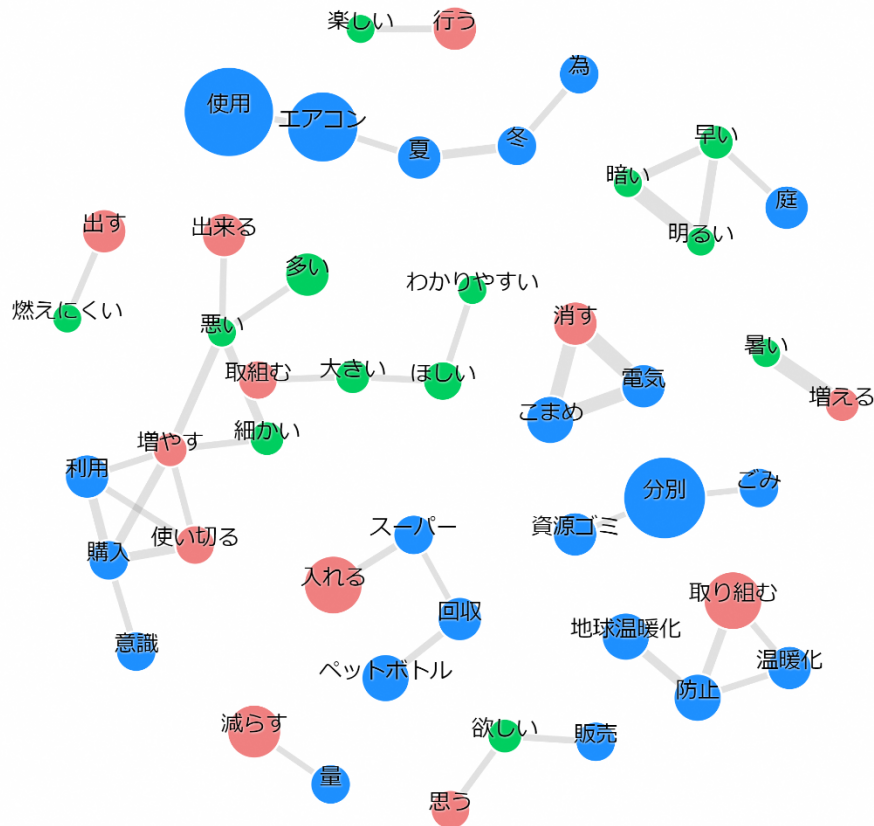 楽しい
行う
為
使用
エアコン
夏
冬
早い
暗い
庭
明るい
出す
出来る
多い
わかりやすい
燃えにくい
悪い
消す
暑い
取組む
大きい
ほしい
電気
増える
こまめ
増やす
細かい
利用
分別
ごみ
資源ゴミ
スーパー
使い切る
購入
入れる
取り組む
回収
地球温暖化
意識
ペットボトル
温暖化
防止
減らす
欲しい
販売
量
思う